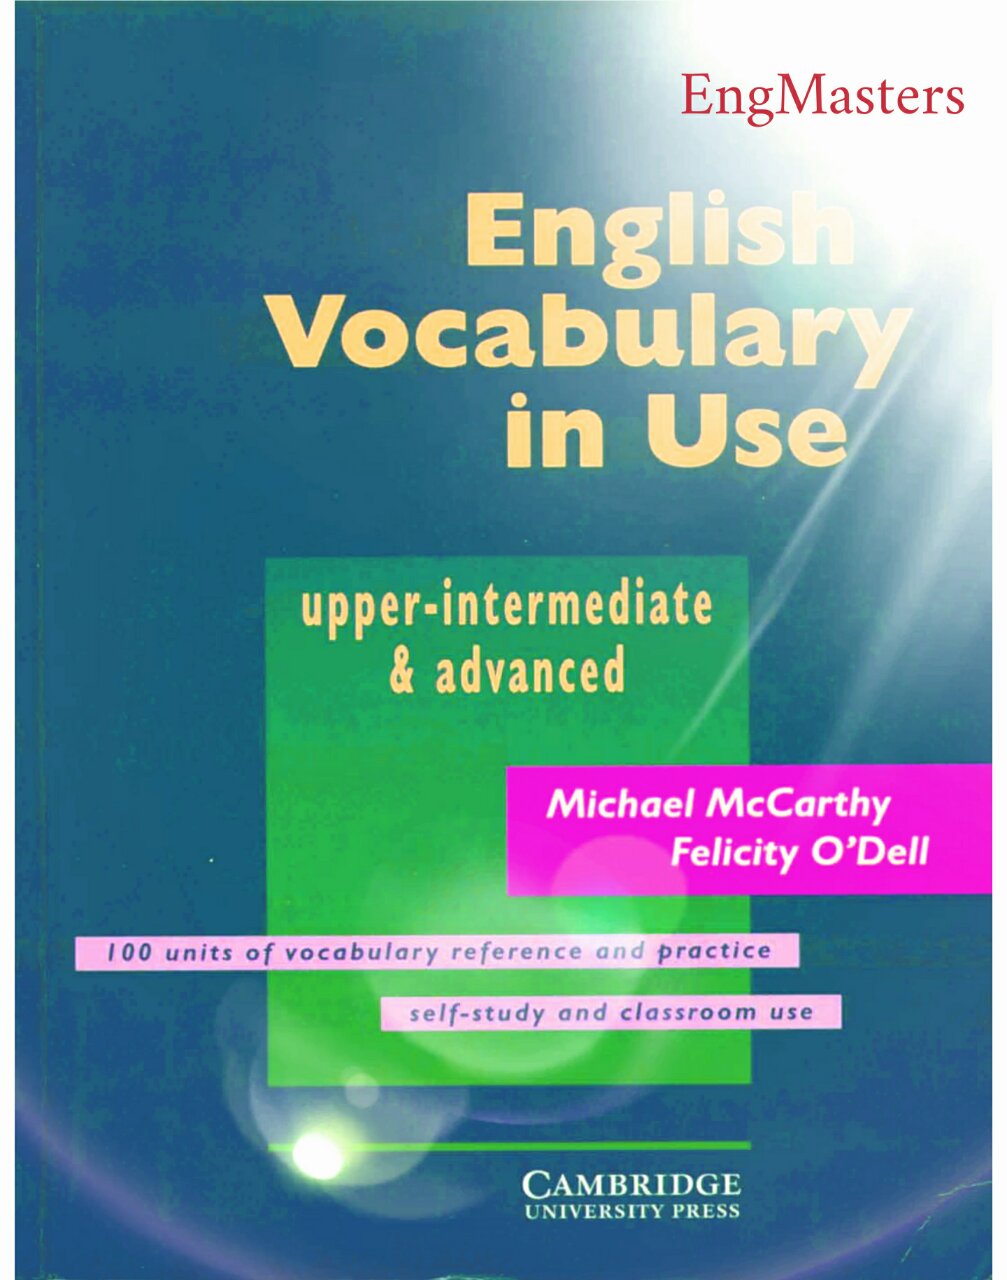 EngMasters
English
Vocabulary
in Use
upper-intermediate
& advanced
Michael McCarthy
Felicity O'Dell
100 units of vocabulary reference and practice
self-study and classroom use
CAMBRIDGE
UNIVERSITY PRESS